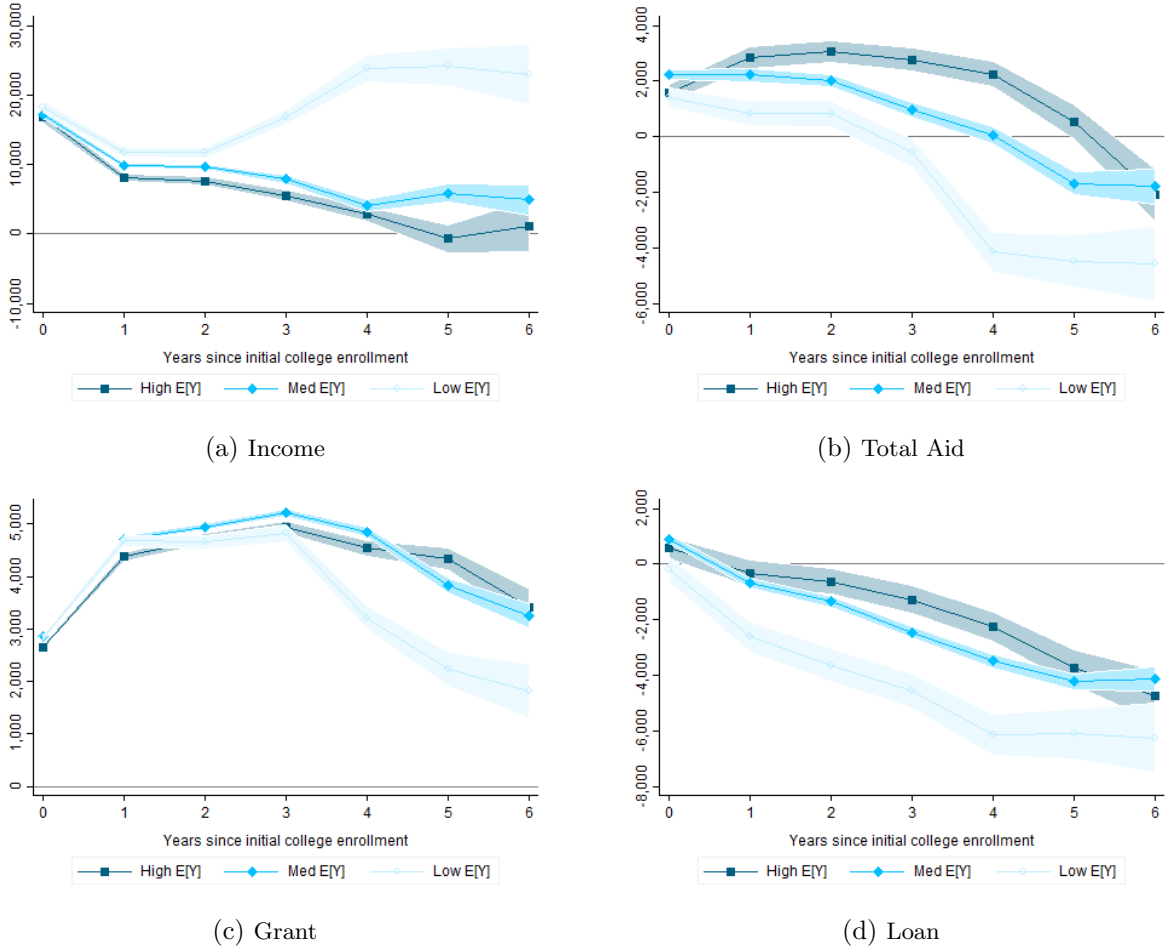 30,000
20,000
10,000
0
-10,000
0 1 2 3 4 5 6
Years since initial college enrollment
High E[Y] Med E[Y] Low E[Y]
(a) Income
4,000
2,000
0
-2,000
-4,000
-6,000
0 1 2 3 4 5 6
Years since initial college enrollment
High E[Y] Med E[Y] Low E[Y]
(b) Total Aid
5,000
4,000
3,000
2,000
1,000
0
0 1 2 3 4 5 6
Years since initial college enrollment
High E[Y] Med E[Y] Low E[Y]
(c) Grant
2,000
0
-2,000
-4,000
-6,000
-8,000
0 1 2 3 4 5 6
Years since initial college enrollment
High E[Y] Med E[Y] Low E[Y]
(d) Loan